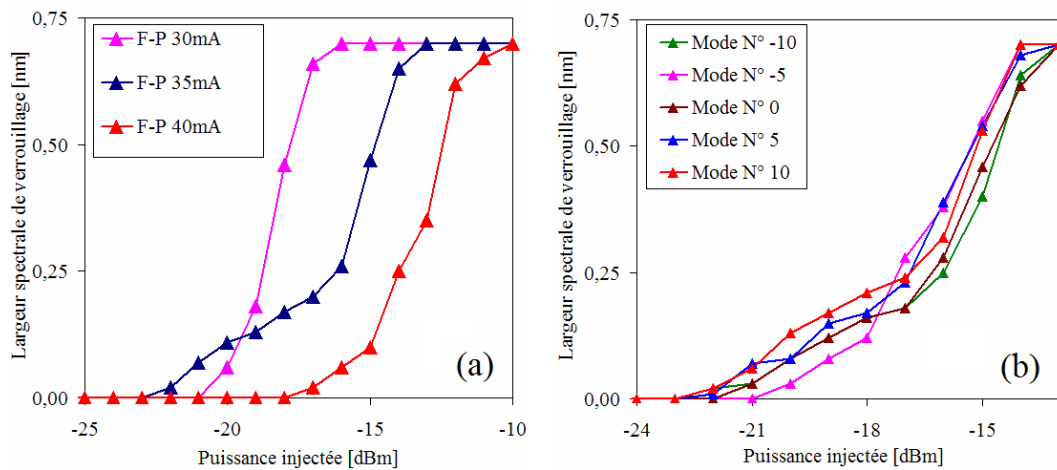 0,75
0,50
0,25
0,00
Largeur spectrale de verrouillage [nm]
F-P 30mA
F-P 35mA
F-P 40mA
(a)
-25
-20
-15
-10
Puissance injectée [dBm]
0,75
0,50
0,25
0,00
Largeur spectrale de verrouillage [nm]
Mode N° -10
Mode N° -5
Mode N° 0
Mode N° 5
Mode N° 10
(b)
-24
-21
-18
-15
Puissance injectée [dBm]